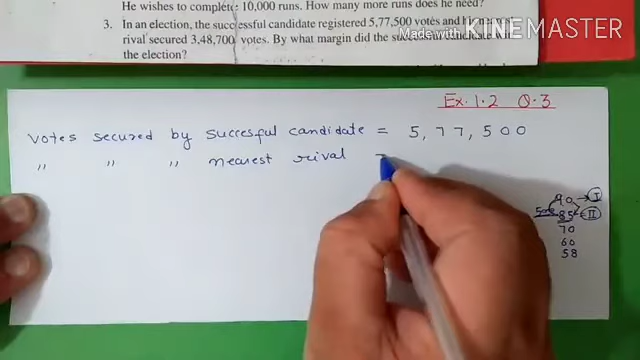 He wishes to complete 10,000 runs. How many more runs does he need?
3. In an election, the successful candidate registered 5,77,500 votes and his
rival secured 3,48,700 votes. By what margin did the successful candidate
the election?
Made with KINEMASTER
Ex. 1.2 Q.3
Votes secured by Succesful candidate = 5,77,500
" " " nearest rival
90 → I
85 II
70
60
58